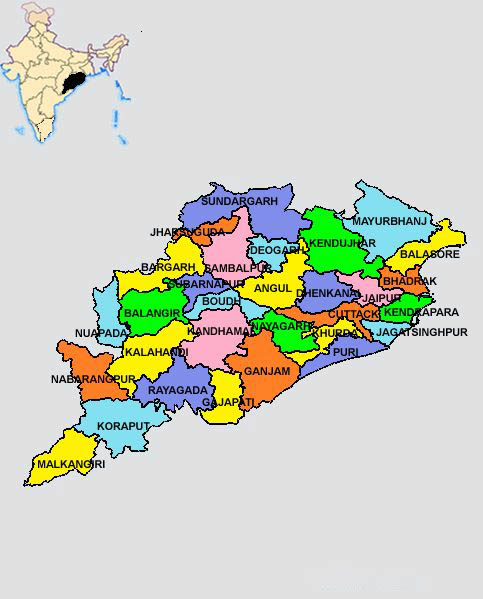 SUNDARGARH
MAYURBHANJ
JHARSUGUDA
KENDUJHAR
DEOGARH
BALASORE
BARGARH
SAMBALPUR
BHADRAK
SUBARNAPUR
ANGUL
DHENKANAL
JAJPUR
BOUDH
BALANGIR
CUTTACK
KENDRAPARA
NUAPADA
KANDHAMAL
NAYAGARH
KHURDA
JAGATSINGHPUR
KALAHANDI
PURI
NABARANGPUR
GANJAM
RAYAGADA
GAJAPATI
KORAPUT
MALKANGIRI